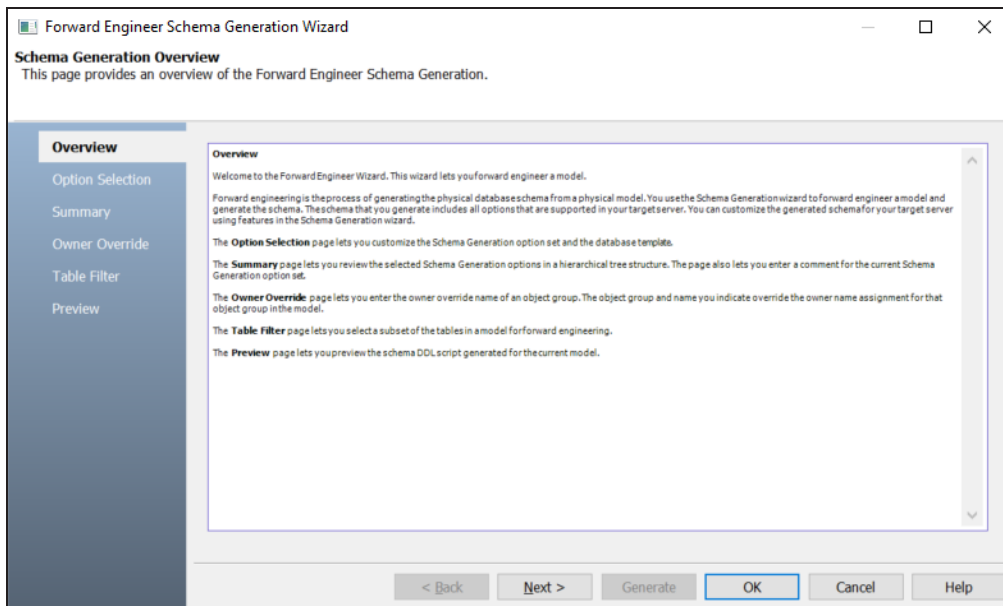 Forward Engineer Schema Generation Wizard
Schema Generation Overview
This page provides an overview of the Forward Engineer Schema Generation.
Overview
Option Selection
Summary
Owner Override
Table Filter
Preview
Overview
Welcome to the Forward Engineer Wizard. This wizard lets you forward engineer a model.
Forward engineering is the process of generating the physical database schema from a physical model. You use the Schema Generation wizard to forward engineer a model and
generate the schema. The schema that you generate includes all options that are supported in your target server. You can customize the generated schema for your target server
using features in the Schema Generation wizard.
The Option Selection page lets you customize the Schema Generation option set and the database template.
The Summary page lets you review the selected Schema Generation options in a hierarchical tree structure. The page also lets you enter a comment for the current Schema
Generation option set.
The Owner Override page lets you enter the owner override name of an object group. The object group and name you indicate override the owner name assignment for that
object group in the model.
The Table Filter page lets you select a subset of the tables in a model for forward engineering.
The Preview page lets you preview the schema DDL script generated for the current model.
< Back
Next >
Generate
OK
Cancel
Help